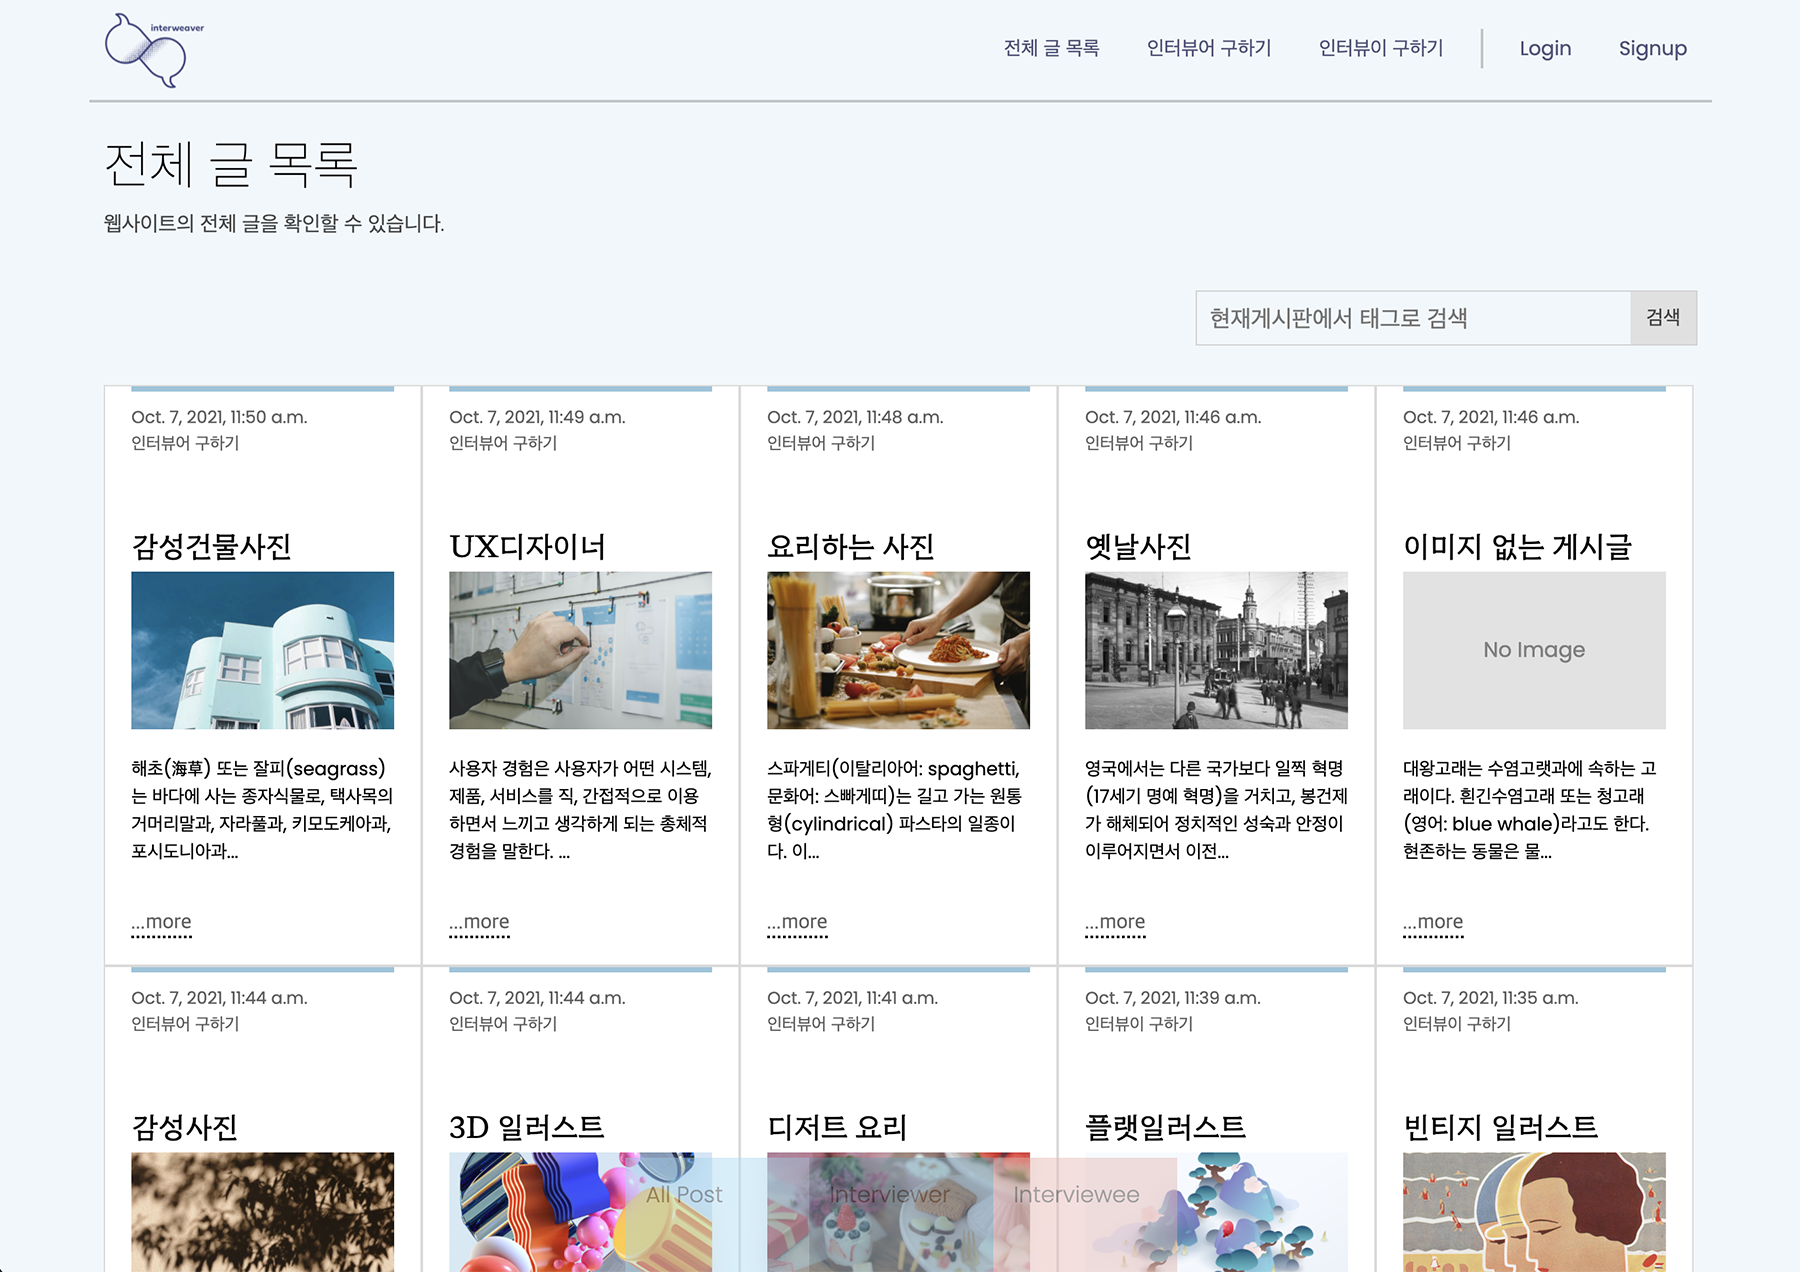 interweaver
전체 글 목록
인터뷰어 구하기
인터뷰이 구하기
Login
Signup
전체 글 목록
웹사이트의 전체 글을 확인할 수 있습니다.
현재게시판에서 태그로 검색
검색
Oct. 7, 2021, 11:50 a.m.
인터뷰어 구하기
감성건물사진
해초(海草) 또는 잘피(seagrass)
는 바다에 사는 종자식물로, 택사목의
거머리말과, 자라풀과, 키모도케아과,
포시도니아과...
...more
Oct. 7, 2021, 11:49 a.m.
인터뷰어 구하기
UX디자이너
사용자 경험은 사용자가 어떤 시스템,
제품, 서비스를 직, 간접적으로 이용
하면서 느끼고 생각하게 되는 총체적
경험을 말한다. ...
...more
Oct. 7, 2021, 11:48 a.m.
인터뷰어 구하기
요리하는 사진
스파게티(이탈리아어: spaghetti,
문화어: 스빠게띠)는 길고 가는 원통
형(cylindrical) 파스타의 일종이
다. 이...
...more
Oct. 7, 2021, 11:46 a.m.
인터뷰어 구하기
옛날사진
영국에서는 다른 국가보다 일찍 혁명
(17세기 명예 혁명)을 거치고, 봉건제
가 해체되어 정치적인 성숙과 안정이
이루어지면서 이전...
...more
Oct. 7, 2021, 11:46 a.m.
인터뷰어 구하기
이미지 없는 게시글
No Image
대왕고래는 수염고랫과에 속하는 고
래이다. 흰긴수염고래 또는 청고래
(영어: blue whale)라고도 한다.
현존하는 동물은 물...
...more
Oct. 7, 2021, 11:44 a.m.
인터뷰어 구하기
감성사진
Oct. 7, 2021, 11:44 a.m.
인터뷰어 구하기
3D 일러스트
Oct. 7, 2021, 11:41 a.m.
인터뷰어 구하기
디저트 요리
Oct. 7, 2021, 11:39 a.m.
인터뷰이 구하기
플랫일러스트
Oct. 7, 2021, 11:35 a.m.
인터뷰이 구하기
빈티지 일러스트
All Post
Interviewer
Interviewee